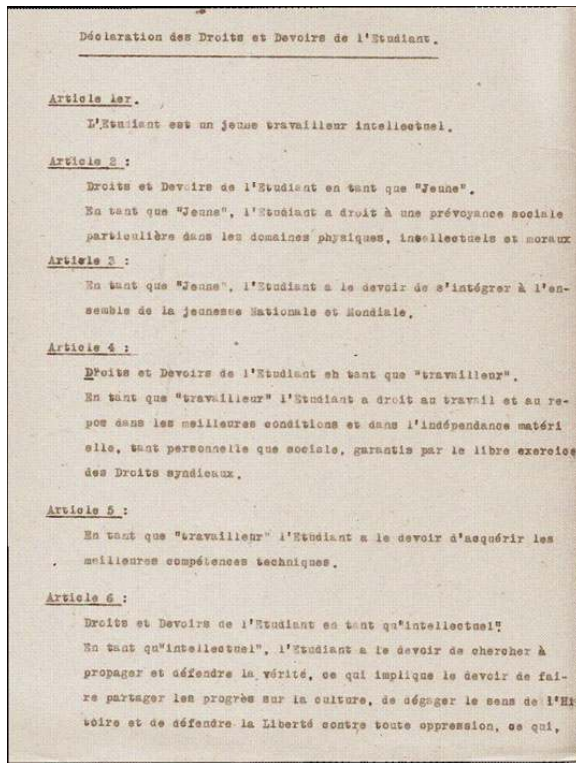 Déclaration des Droits et Devoirs de l'Etudiant.
Article 1er.
L'Etudiant est un jeune travailleur intellectuel.
Article 2 :
Droits et Devoirs de l'Etudiant en tant que "Jeune".
En tant que "Jeune", l'Etudiant a droit à une prévoyance sociale
particulière dans les domaines physiques, intellectuels et moraux
Article 3 :
En tant que "Jeune", l'Etudiant a le devoir de s'intégrer à l'en-
semble de la jeunesse Nationale et Mondiale.
Article 4 :
Droits et Devoirs de l'Etudiant eh tant que "travailleur".
En tant que "travailleur" l'Etudiant a droit au travail et au re-
pos dans les meilleures conditions et dans l'indépendance matéri
elle, tant personnelle que sociale, garantis par le libre exercice
des Droits syndicaux.
Article 5 :
En tant que "travailleur" l'Etudiant a le devoir d'acquérir les
meilleures compétences techniques.
Article 6 :
Droits et Devoirs de l'Etudiant en tant qu"intellectuel"
En tant qu"intellectuel", l'Etudiant a le devoir de chercher à
propager et défendre la vérité, ce qui implique le devoir de fai-
re partager les progrès sur la culture, de dégager le sens de l'His
toire et de défendre la Liberté contre toute oppression, ce qui,